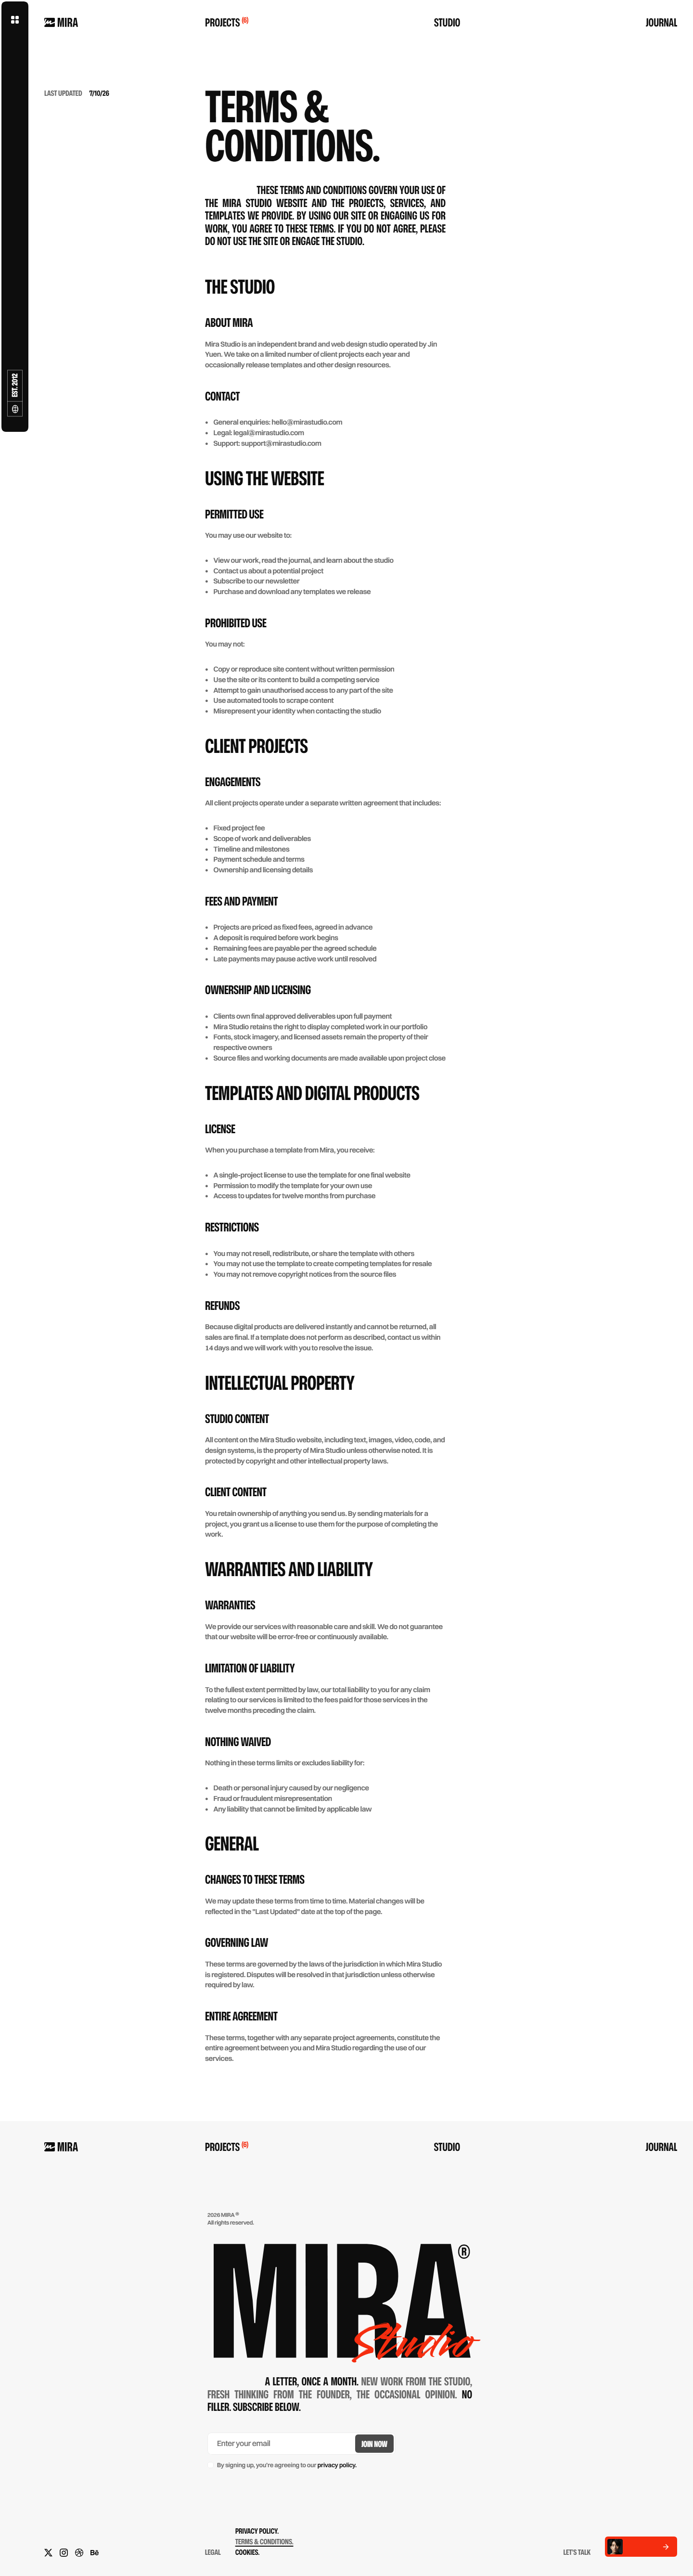 MIRA
PROJECTS (6)
STUDIO
JOURNAL
EST. 2012
LAST UPDATED 7/10/26
TERMS &
CONDITIONS.
THESE TERMS AND CONDITIONS GOVERN YOUR USE OF
THE MIRA STUDIO WEBSITE AND THE PROJECTS, SERVICES, AND
TEMPLATES WE PROVIDE. BY USING OUR SITE OR ENGAGING US FOR
WORK, YOU AGREE TO THESE TERMS. IF YOU DO NOT AGREE, PLEASE
DO NOT USE THE SITE OR ENGAGE THE STUDIO.
THE STUDIO
ABOUT MIRA
Mira Studio is an independent brand and web design studio operated by Jin
Yuen. We take on a limited number of client projects each year and
occasionally release templates and other design resources.
CONTACT
• General enquiries: hello@mirastudio.com
• Legal: legal@mirastudio.com
• Support: support@mirastudio.com
USING THE WEBSITE
PERMITTED USE
You may use our website to:
• View our work, read the journal, and learn about the studio
• Contact us about a potential project
• Subscribe to our newsletter
• Purchase and download any templates we release
PROHIBITED USE
You may not:
• Copy or reproduce site content without written permission
• Use the site or its content to build a competing service
• Attempt to gain unauthorised access to any part of the site
• Use automated tools to scrape content
• Misrepresent your identity when contacting the studio
CLIENT PROJECTS
ENGAGEMENTS
All client projects operate under a separate written agreement that includes:
• Fixed project fee
• Scope of work and deliverables
• Timeline and milestones
• Payment schedule and terms
• Ownership and licensing details
FEES AND PAYMENT
• Projects are priced as fixed fees, agreed in advance
• A deposit is required before work begins
• Remaining fees are payable per the agreed schedule
• Late payments may pause active work until resolved
OWNERSHIP AND LICENSING
• Clients own final approved deliverables upon full payment
• Mira Studio retains the right to display completed work in our portfolio
• Fonts, stock imagery, and licensed assets remain the property of their
respective owners
• Source files and working documents are made available upon project close
TEMPLATES AND DIGITAL PRODUCTS
LICENSE
When you purchase a template from Mira, you receive:
• A single-project license to use the template for one final website
• Permission to modify the template for your own use
• Access to updates for twelve months from purchase
RESTRICTIONS
• You may not resell, redistribute, or share the template with others
• You may not use the template to create competing templates for resale
• You may not remove copyright notices from the source files
REFUNDS
Because digital products are delivered instantly and cannot be returned, all
sales are final. If a template does not perform as described, contact us within
14 days and we will work with you to resolve the issue.
INTELLECTUAL PROPERTY
STUDIO CONTENT
All content on the Mira Studio website, including text, images, video, code, and
design systems, is the property of Mira Studio unless otherwise noted. It is
protected by copyright and other intellectual property laws.
CLIENT CONTENT
You retain ownership of anything you send us. By sending materials for a
project, you grant us a license to use them for the purpose of completing the
work.
WARRANTIES AND LIABILITY
WARRANTIES
We provide our services with reasonable care and skill. We do not guarantee
that our website will be error-free or continuously available.
LIMITATION OF LIABILITY
To the fullest extent permitted by law, our total liability to you for any claim
relating to our services is limited to the fees paid for those services in the
twelve months preceding the claim.
NOTHING WAIVED
Nothing in these terms limits or excludes liability for:
• Death or personal injury caused by our negligence
• Fraud or fraudulent misrepresentation
• Any liability that cannot be limited by applicable law
GENERAL
CHANGES TO THESE TERMS
We may update these terms from time to time. Material changes will be
reflected in the "Last Updated" date at the top of the page.
GOVERNING LAW
These terms are governed by the laws of the jurisdiction in which Mira Studio
is registered. Disputes will be resolved in that jurisdiction unless otherwise
required by law.
ENTIRE AGREEMENT
These terms, together with any separate project agreements, constitute the
entire agreement between you and Mira Studio regarding the use of our
services.
MIRA
PROJECTS (6)
STUDIO
JOURNAL
2026 MIRA ®
All rights reserved.
MIRA®
Studio
A LETTER, ONCE A MONTH. NEW WORK FROM THE STUDIO,
FRESH THINKING FROM THE FOUNDER, THE OCCASIONAL OPINION. NO
FILLER. SUBSCRIBE BELOW.
Enter your email
JOIN NOW
By signing up, you're agreeing to our privacy policy.
Bē
LEGAL
PRIVACY POLICY.
TERMS & CONDITIONS.
COOKIES.
LET'S TALK